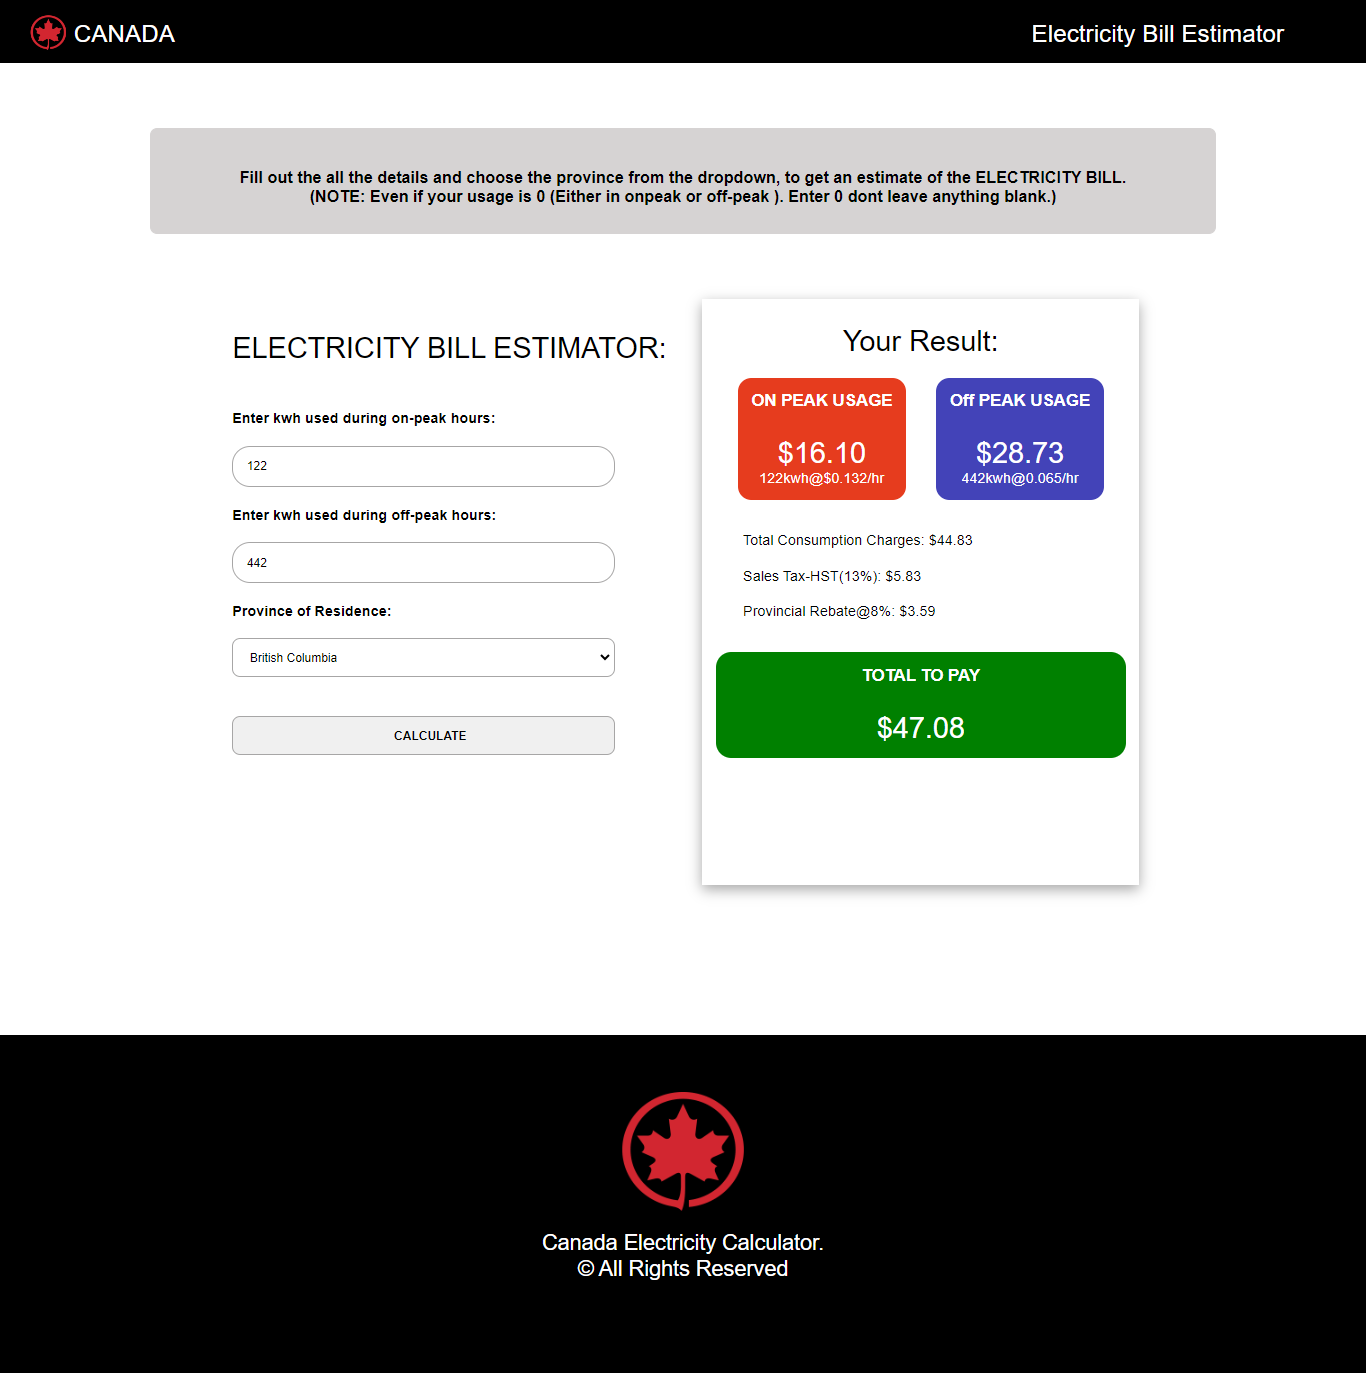 CANADA
Electricity Bill Estimator
Fill out the all the details and choose the province from the dropdown, to get an estimate of the ELECTRICITY BILL.
(NOTE: Even if your usage is 0 (Either in onpeak or off-peak ). Enter 0 dont leave anything blank.)
ELECTRICITY BILL ESTIMATOR:
Enter kwh used during on-peak hours:
122
Enter kwh used during off-peak hours:
442
Province of Residence:
British Columbia
CALCULATE
Your Result:
ON PEAK USAGE
$16.10
122kwh@$0.132/hr
Off PEAK USAGE
$28.73
442kwh@0.065/hr
Total Consumption Charges: $44.83
Sales Tax-HST(13%): $5.83
Provincial Rebate@8%: $3.59
TOTAL TO PAY
$47.08
Canada Electricity Calculator.
© All Rights Reserved